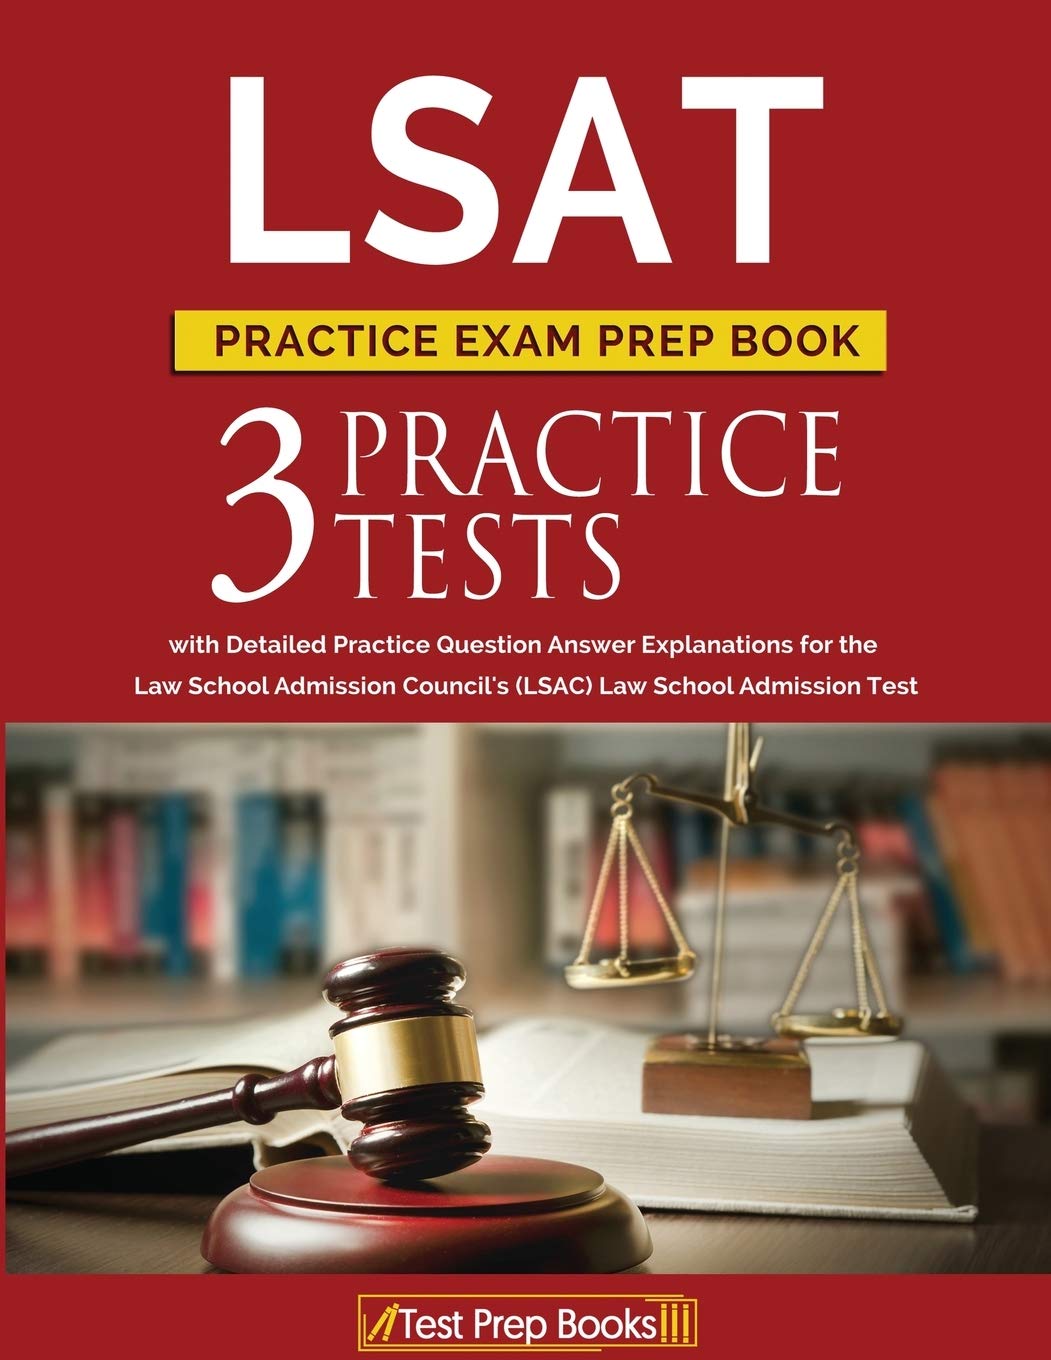 LSAT
PRACTICE EXAM PREP BOOK
3 PRACTICE
TESTS
with Detailed Practice Question Answer Explanations for the
Law School Admission Council's (LSAC) Law School Admission Test
Test Prep Books